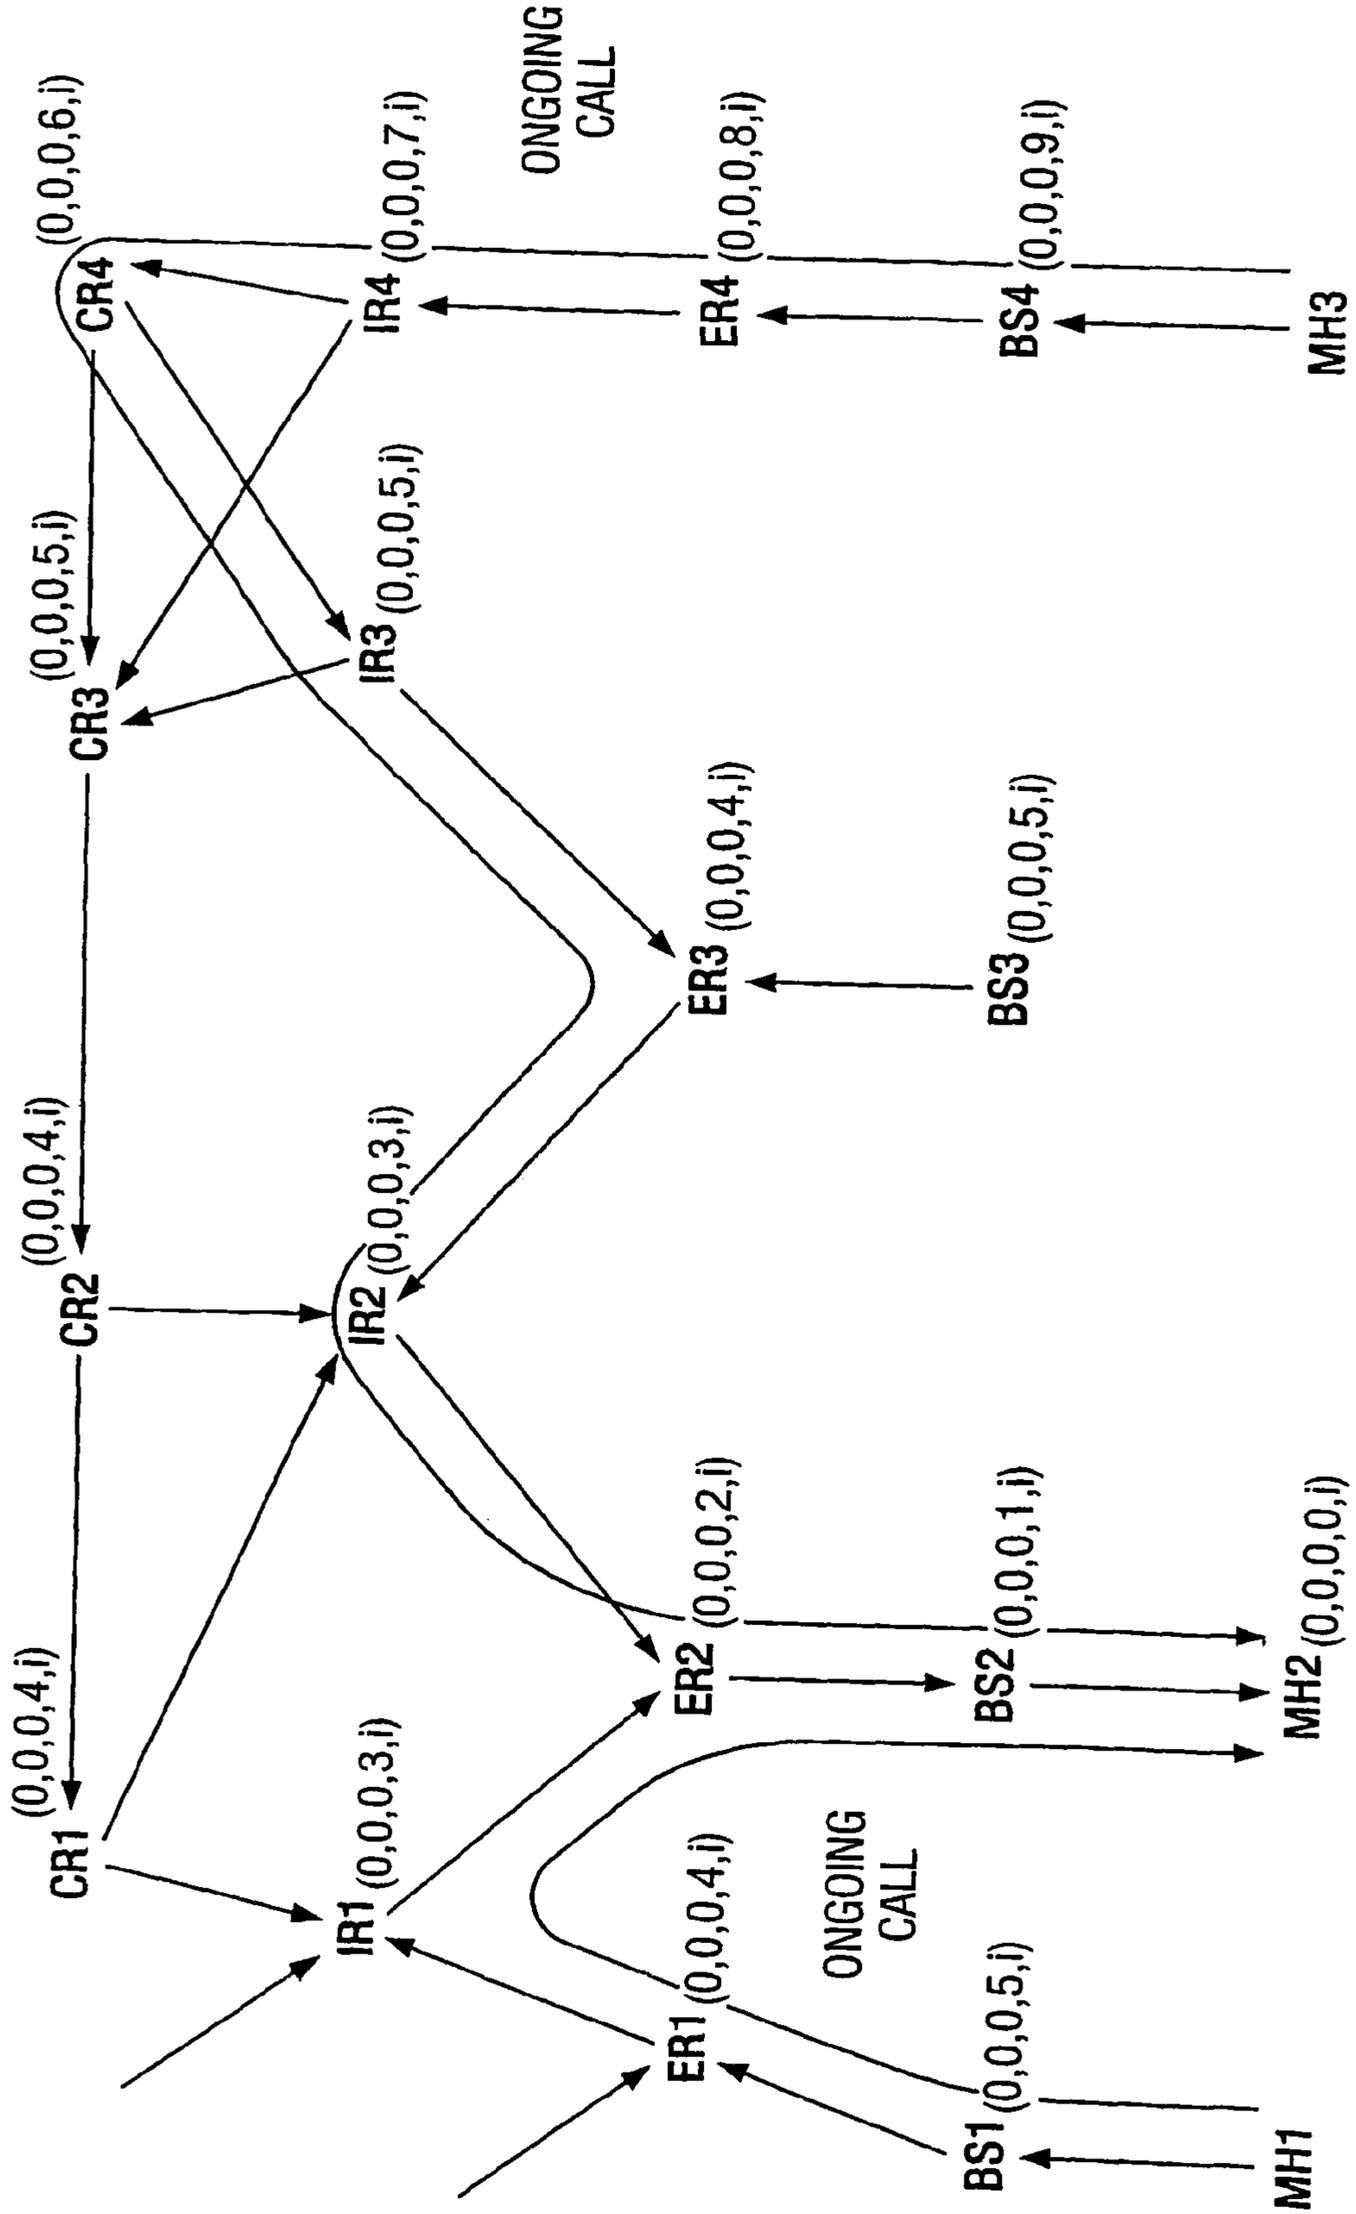 CR1
(0,0,0,4,i)
CR2
(0,0,0,4,i)
CR3
(0,0,0,5,i)
CR4
(0,0,0,6,i)
IR1
(0,0,0,3,i)
IR2
(0,0,0,3,i)
IR3
(0,0,0,5,i)
IR4
(0,0,0,7,i)
ONGOING
CALL
ER1
(0,0,0,4,i)
ER2
(0,0,0,2,i)
ER3
(0,0,0,4,i)
ER4
(0,0,0,8,i)
ONGOING
CALL
BS1
(0,0,0,5,i)
BS2
(0,0,0,1,i)
BS3
(0,0,0,5,i)
BS4
(0,0,0,9,i)
MH1
MH2
(0,0,0,0,i)
MH3